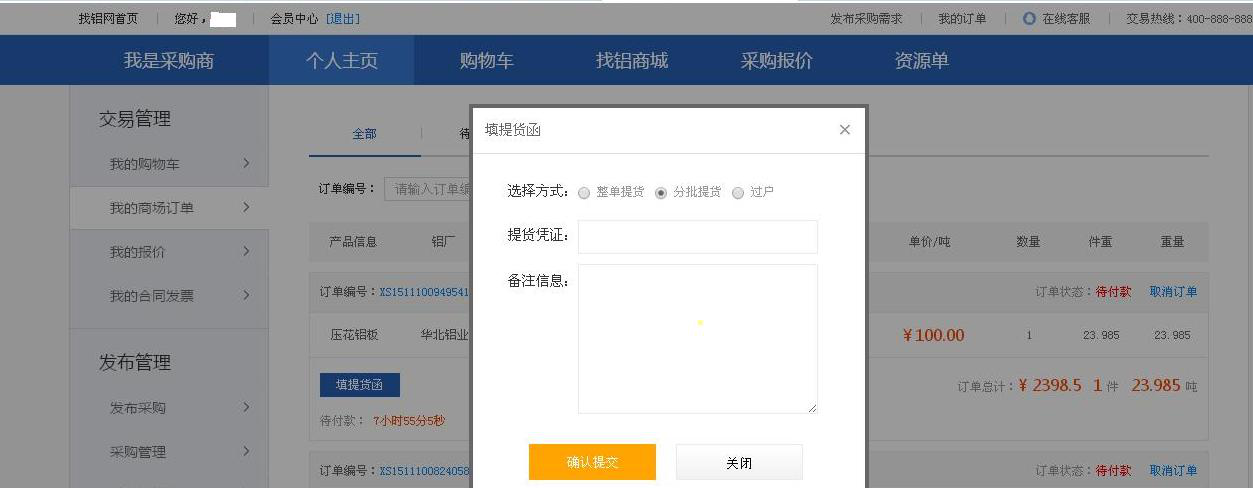 找铝网首页 您好， 会员中心 [退出] 发布采购需求 我的订单 在线客服 交易热线：400-888-888
我是采购商 个人主页 购物车 找铝商城 采购报价 资源单
交易管理
我的购物车
我的商场订单
我的报价
我的合同发票
发布管理
发布采购
采购管理
全部 待
订单编号： 请输入订单编
产品信息 铝厂 单价/吨 数量 件重 重量
订单编号：XS1511100949541 订单状态：待付款 取消订单
压花铝板 华北铝业 ¥100.00 1 23.985 23.985
填提货函 订单总计：¥ 2398.5 1 件 23.985 吨
待付款： 7小时55分5秒
订单编号：XS1511100824058 订单状态：待付款 取消订单
填提货函 ×
选择方式： 整单提货 分批提货 过户
提货凭证：
备注信息：
确认提交 关闭